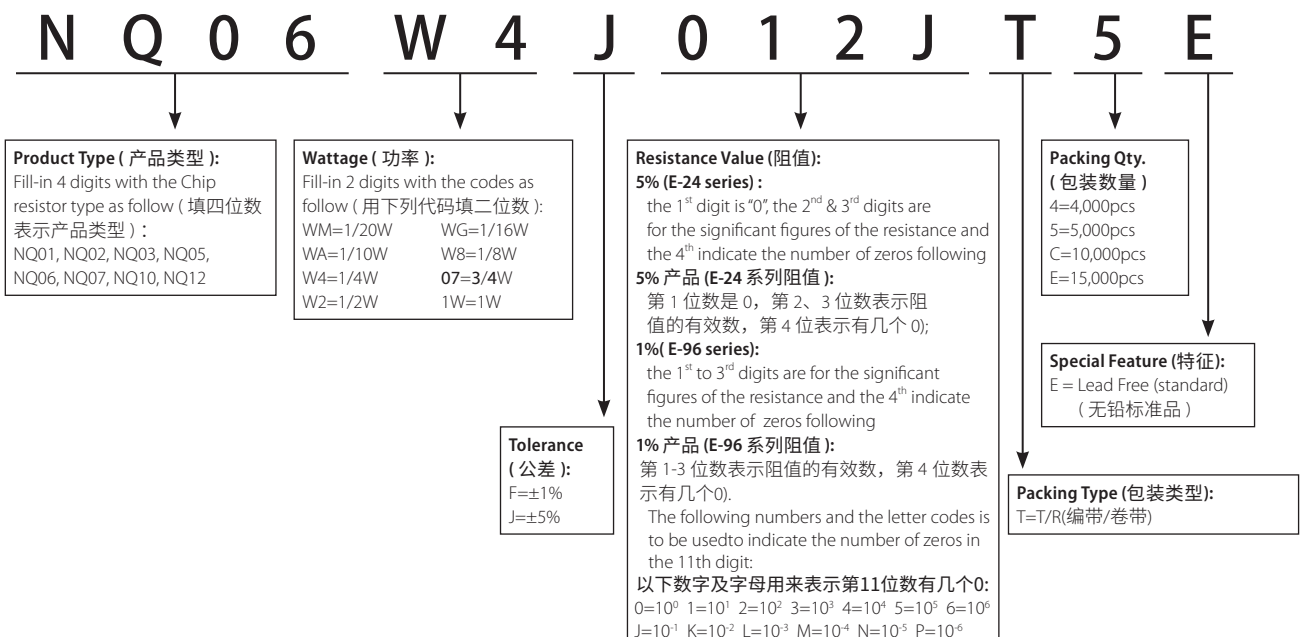 N Q 0 6 W 4 J 0 1 2 J T 5 E
Product Type ( 产品类型 ):
Fill-in 4 digits with the Chip
resistor type as follow ( 填四位数
表示产品类型 ) :
NQ01, NQ02, NQ03, NQ05,
NQ06, NQ07, NQ10, NQ12
Wattage ( 功率 ):
Fill-in 2 digits with the codes as
follow ( 用下列代码填二位数 ):
WM=1/20W WG=1/16W
WA=1/10W W8=1/8W
W4=1/4W 07=3/4W
W2=1/2W 1W=1W
Tolerance
( 公差 ):
F=±1%
J=±5%
Resistance Value (阻值):
5% (E-24 series) :
the 1st digit is “0”, the 2nd & 3rd digits are
for the significant figures of the resistance and
the 4th indicate the number of zeros following
5% 产品 (E-24 系列阻值 ):
第 1 位数是 0，第 2、3 位数表示阻
值的有效数，第 4 位表示有几个 0);
1%( E-96 series):
the 1st to 3rd digits are for the significant
figures of the resistance and the 4th indicate
the number of zeros following
1% 产品 (E-96 系列阻值 ):
第 1-3 位数表示阻值的有效数，第 4 位数表
示有几个0).
The following numbers and the letter codes is
to be usedto indicate the number of zeros in
the 11th digit:
以下数字及字母用来表示第11位数有几个0:
0=10⁰ 1=10¹ 2=10² 3=10³ 4=10⁴ 5=10⁵ 6=10⁶
J=10⁻¹ K=10⁻² L=10⁻³ M=10⁻⁴ N=10⁻⁵ P=10⁻⁶
Packing Qty.
( 包装数量 )
4=4,000pcs
5=5,000pcs
C=10,000pcs
E=15,000pcs
Special Feature (特征):
E = Lead Free (standard)
( 无铅标准品 )
Packing Type (包装类型):
T=T/R(编带/卷带)